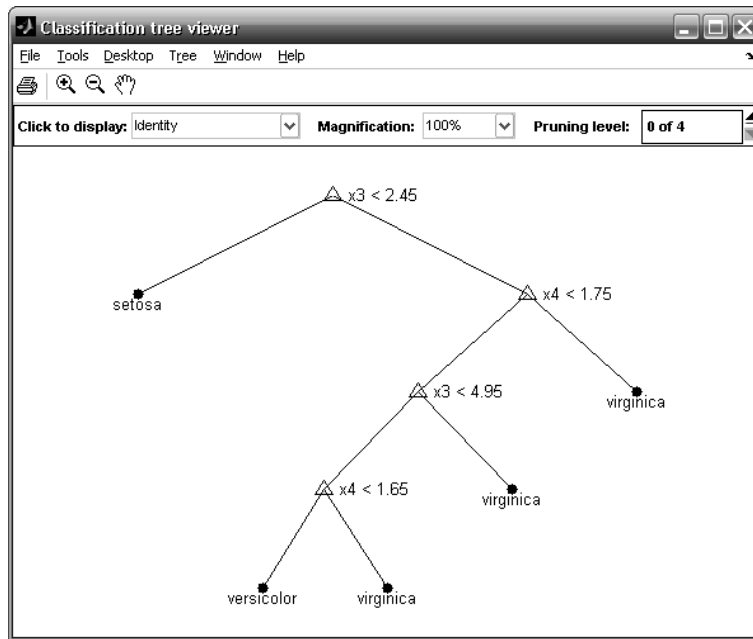 Classification tree viewer
File Tools Desktop Tree Window Help
Click to display: Identity Magnification: 100% Pruning level: 0 of 4
x3 < 2.45
setosa
x4 < 1.75
x3 < 4.95
virginica
x4 < 1.65
virginica
versicolor virginica